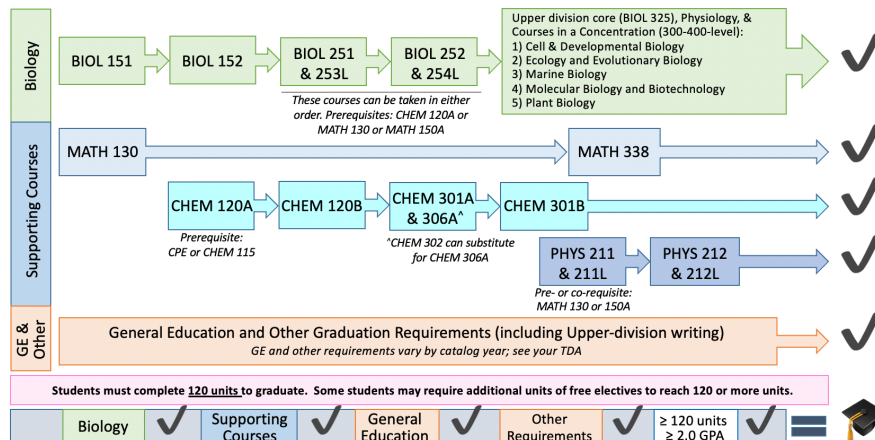 Biology
BIOL 151
BIOL 152
BIOL 251
& 253L
BIOL 252
& 254L
These courses can be taken in either
order. Prerequisites: CHEM 120A or
MATH 130 or MATH 150A
Upper division core (BIOL 325), Physiology, &
Courses in a Concentration (300-400-level):
1) Cell & Developmental Biology
2) Ecology and Evolutionary Biology
3) Marine Biology
4) Molecular Biology and Biotechnology
5) Plant Biology
Supporting Courses
MATH 130
MATH 338
CHEM 120A
Prerequisite:
CPE or CHEM 115
CHEM 120B
CHEM 301A
& 306A^
^CHEM 302 can substitute
for CHEM 306A
CHEM 301B
PHYS 211
& 211L
Pre- or co-requisite:
MATH 130 or 150A
PHYS 212
& 212L
GE &
Other
General Education and Other Graduation Requirements (including Upper-division writing)
GE and other requirements vary by catalog year; see your TDA
Students must complete 120 units to graduate. Some students may require additional units of free electives to reach 120 or more units.
Biology
Supporting
Courses
General
Education
Other
Requirements
≥ 120 units
≥ 2.0 GPA